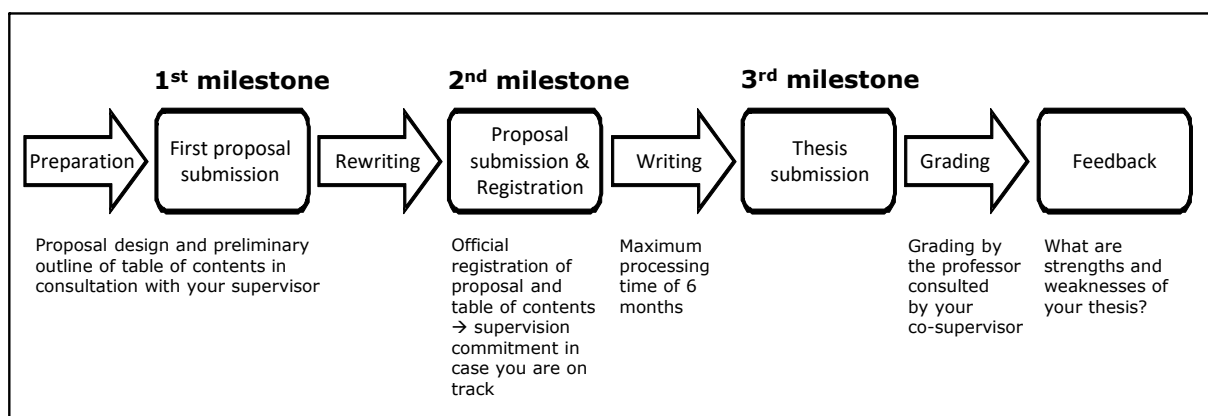 1st milestone
2nd milestone
3rd milestone
Preparation
First proposal
submission
Rewriting
Proposal
submission &
Registration
Writing
Thesis
submission
Grading
Feedback
Proposal design and preliminary
outline of table of contents in
consultation with your supervisor
Official
registration of
proposal and
table of contents
→ supervision
commitment in
case you are on
track
Maximum
processing
time of 6
months
Grading by
the professor
consulted
by your
co-supervisor
What are
strengths and
weaknesses of
your thesis?